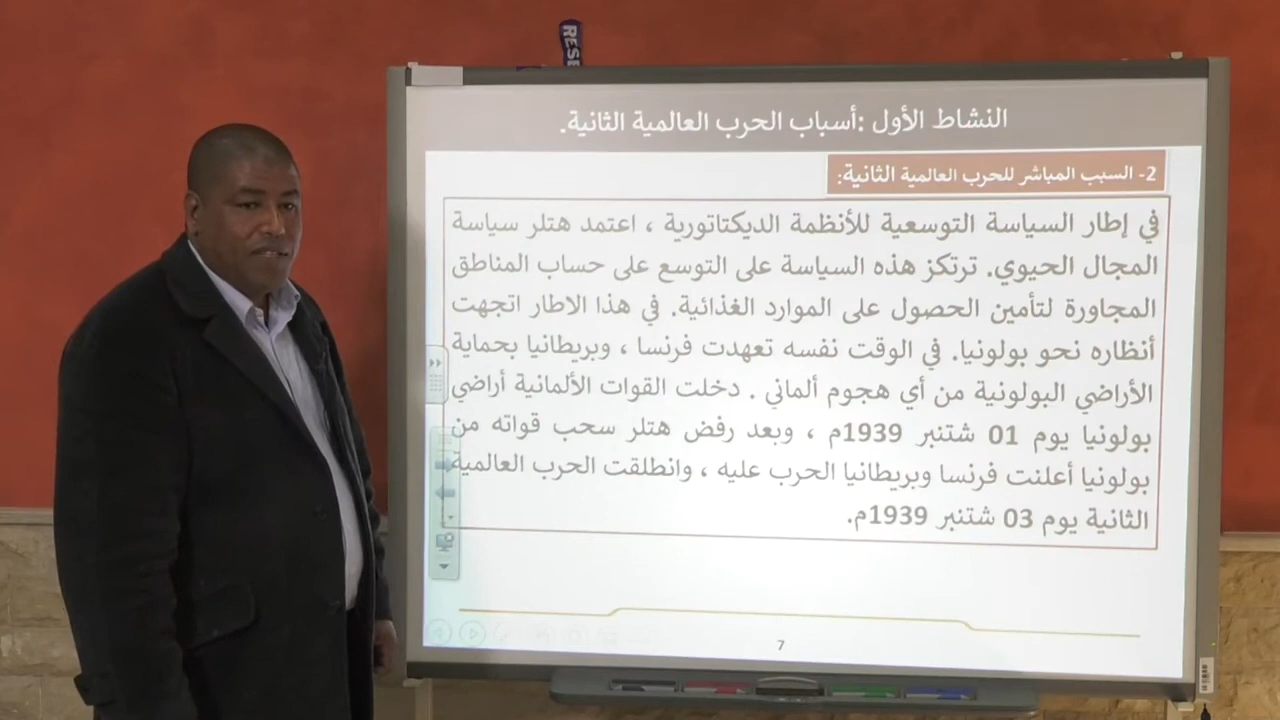 RESE
النشاط الأول :أسباب الحرب العالمية الثانية.
2- السبب المباشر للحرب العالمية الثانية:
في إطار السياسة التوسعية للأنظمة الديكتاتورية ، اعتمد هتلر سياسة
المجال الحيوي. ترتكز هذه السياسة على التوسع على حساب المناطق
المجاورة لتأمين الحصول على الموارد الغذائية. في هذا الاطار اتجهت
أنظاره نحو بولونيا. في الوقت نفسه تعهدت فرنسا ، وبريطانيا بحماية
الأراضي البولونية من أي هجوم ألماني . دخلت القوات الألمانية أراضي
بولونيا يوم 01 شتنبر 1939م ، وبعد رفض هتلر سحب قواته من
بولونيا أعلنت فرنسا وبريطانيا الحرب عليه ، وانطلقت الحرب العالمية
الثانية يوم 03 شتنبر 1939م.
7